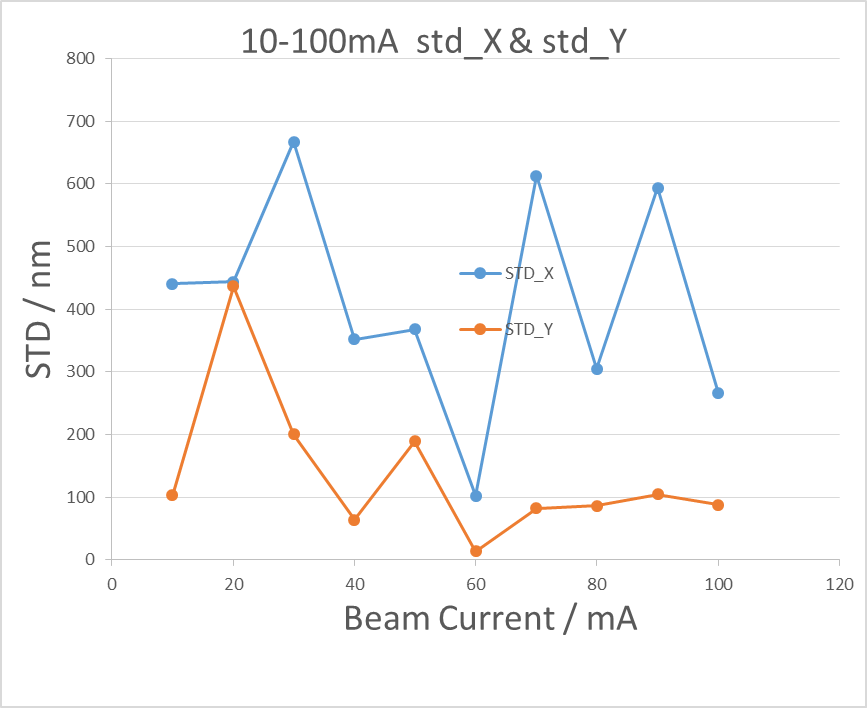 10-100mA  std_X & std_Y
800
700
600
500
400
300
200
100
0
STD / nm
STD_X
STD_Y
0 20 40 60 80 100 120
Beam Current / mA